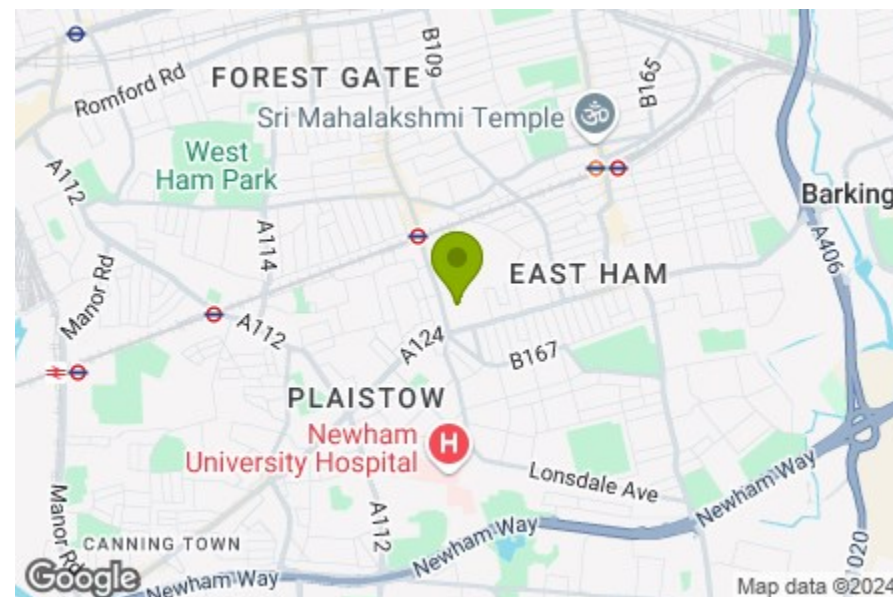 B109
FOREST GATE
Romford Rd
B165
Sri Mahalakshmi Temple
West
Ham Park
A112
Barking
A114
A406
Manor Rd
EAST HAM
A112
A124
B167
PLAISTOW
Newham
University Hospital
H
Lonsdale Ave
Newham Way
Manor Rd
A112
Newham Way
CANNING TOWN
Newham Way
1020
Google
Map data ©2024